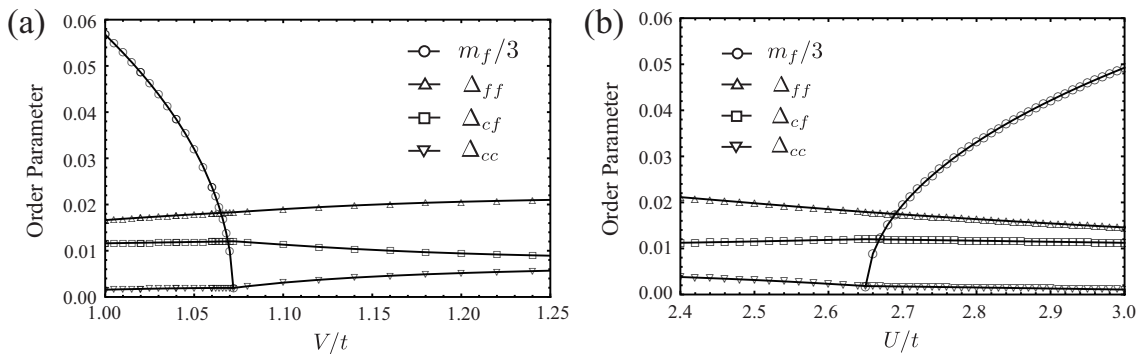 (a)
Order Parameter
0.06
0.05
0.04
0.03
0.02
0.01
0.00
m_f/3
Δ_ff
Δ_cf
Δ_cc
1.00 1.05 1.10 1.15 1.20 1.25
V/t
(b)
Order Parameter
0.06
0.05
0.04
0.03
0.02
0.01
0.00
m_f/3
Δ_ff
Δ_cf
Δ_cc
2.4 2.5 2.6 2.7 2.8 2.9 3.0
U/t